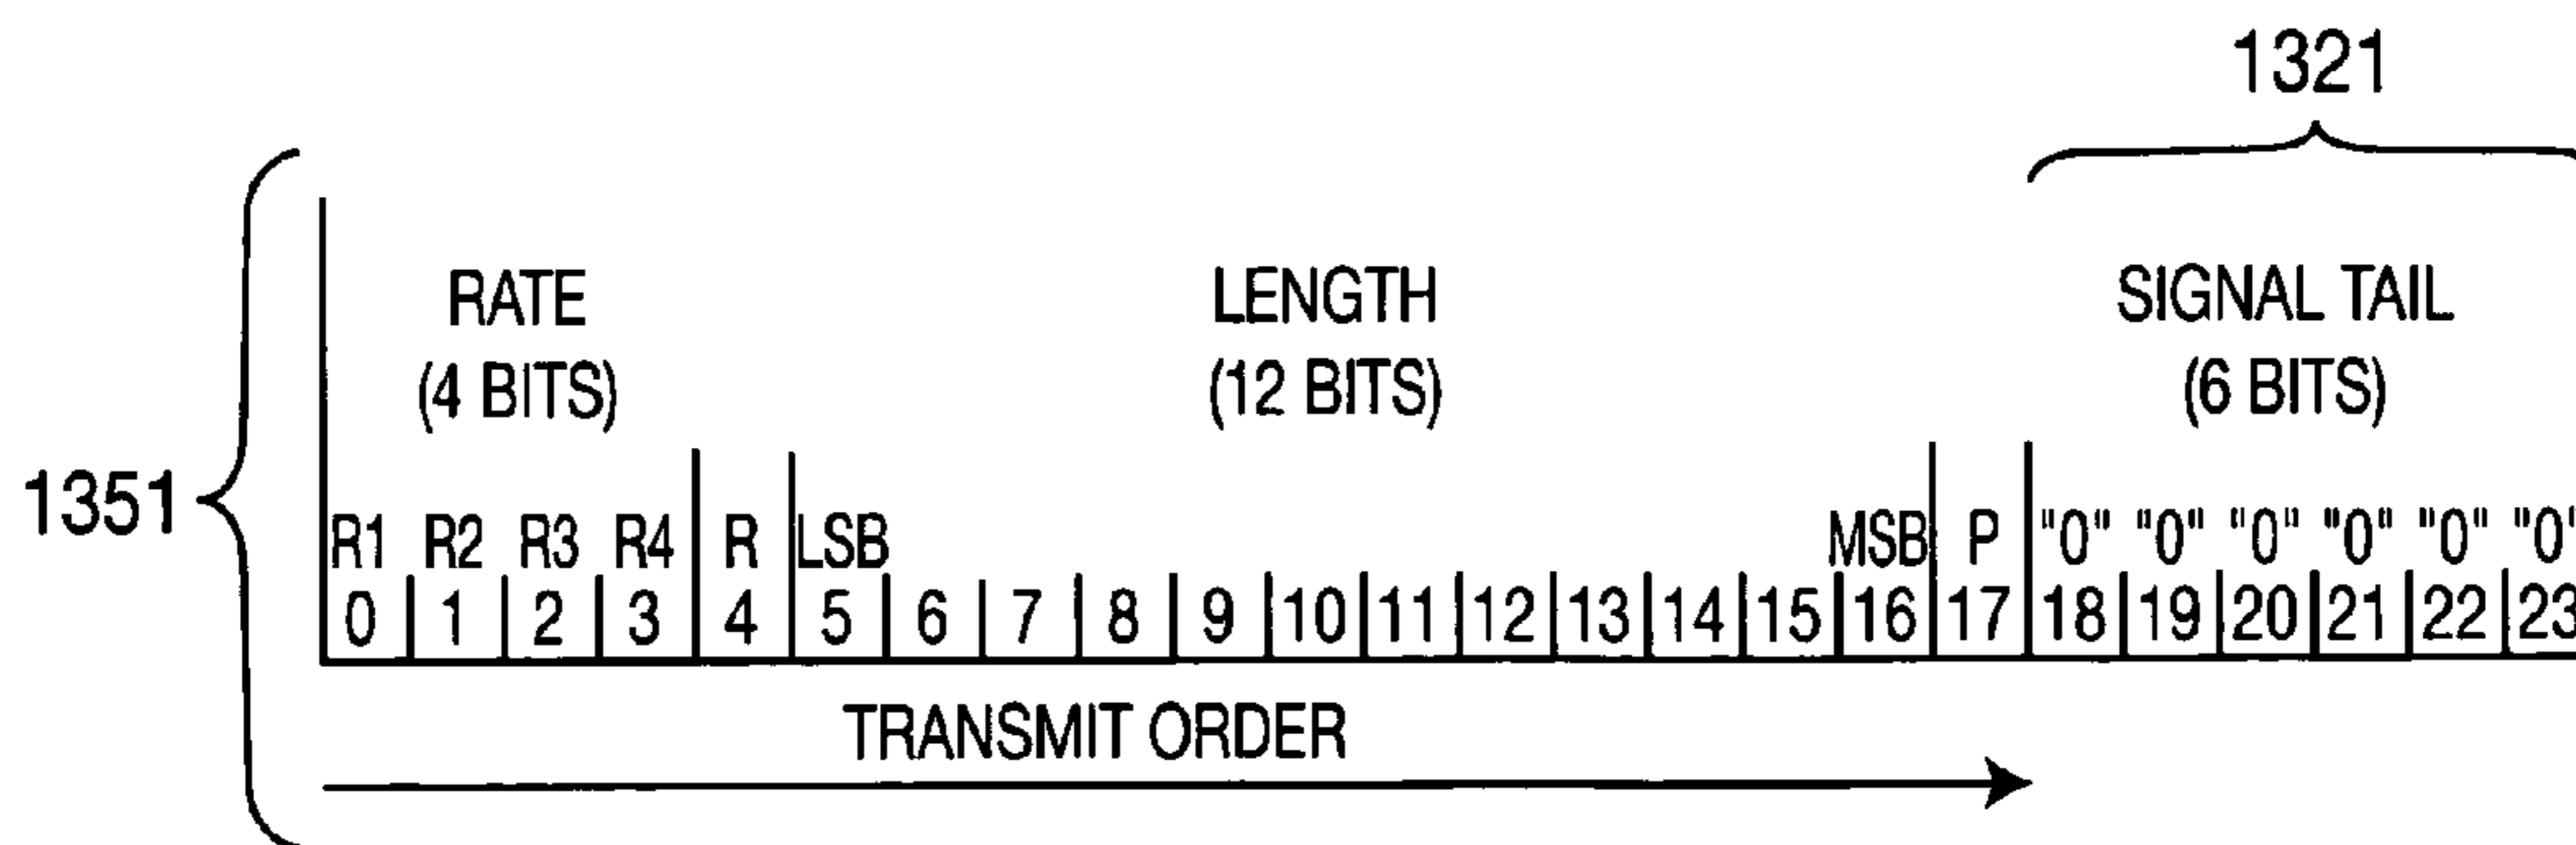 1321
RATE LENGTH SIGNAL TAIL
(4 BITS) (12 BITS) (6 BITS)
1351
R1 R2 R3 R4 R LSB MSB P "0" "0" "0" "0" "0" "0"
0 1 2 3 4 5 6 7 8 9 10 11 12 13 14 15 16 17 18 19 20 21 22 23
TRANSMIT ORDER